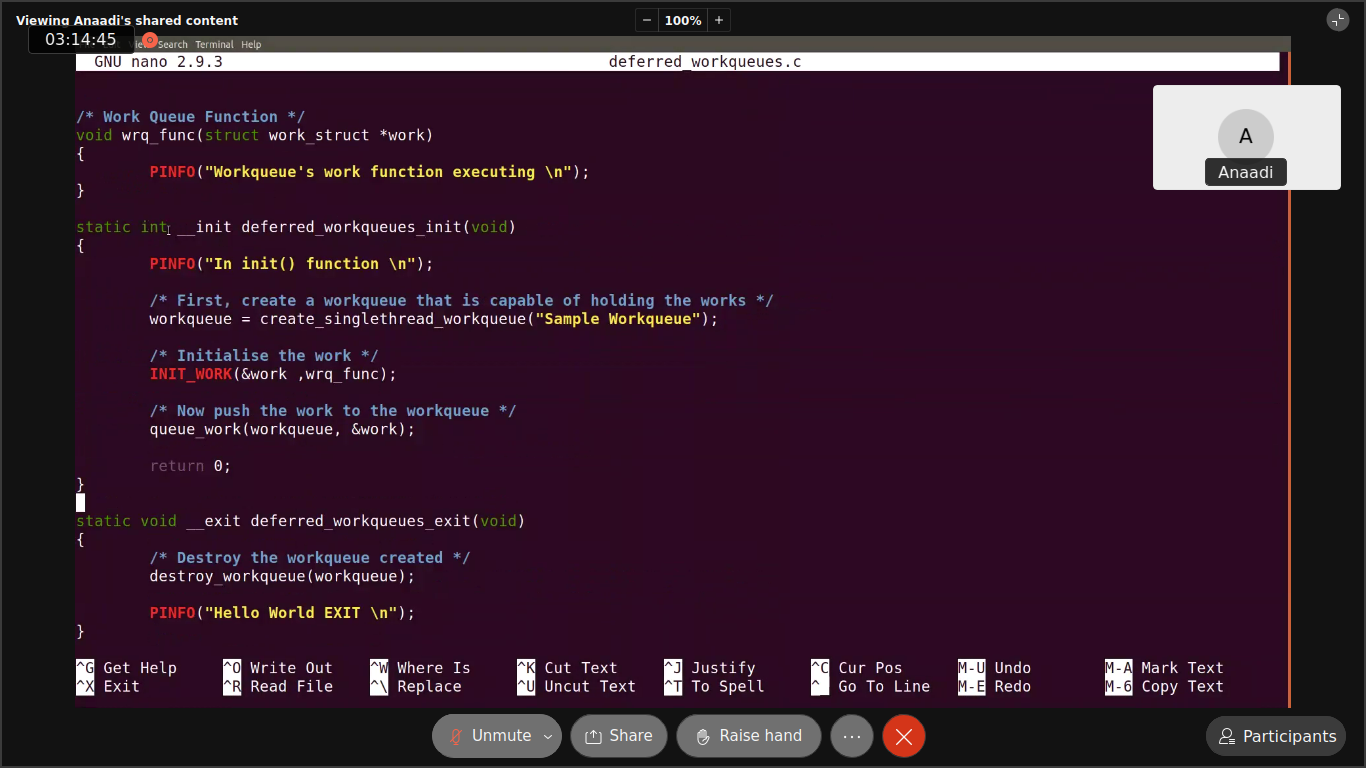 Viewing Anaadi's shared content
− 100% +
03:14:45
View Search Terminal Help
GNU nano 2.9.3 deferred_workqueues.c
/* Work Queue Function */
void wrq_func(struct work_struct *work)
{
PINFO("Workqueue's work function executing \n");
}
static int __init deferred_workqueues_init(void)
{
PINFO("In init() function \n");
/* First, create a workqueue that is capable of holding the works */
workqueue = create_singlethread_workqueue("Sample Workqueue");
/* Initialise the work */
INIT_WORK(&work ,wrq_func);
/* Now push the work to the workqueue */
queue_work(workqueue, &work);
return 0;
}
static void __exit deferred_workqueues_exit(void)
{
/* Destroy the workqueue created */
destroy_workqueue(workqueue);
PINFO("Hello World EXIT \n");
}
A
Anaadi
^G Get Help ^O Write Out ^W Where Is ^K Cut Text ^J Justify ^C Cur Pos M-U Undo M-A Mark Text
^X Exit ^R Read File ^\ Replace ^U Uncut Text ^T To Spell ^_ Go To Line M-E Redo M-6 Copy Text
Unmute Share Raise hand ... Participants